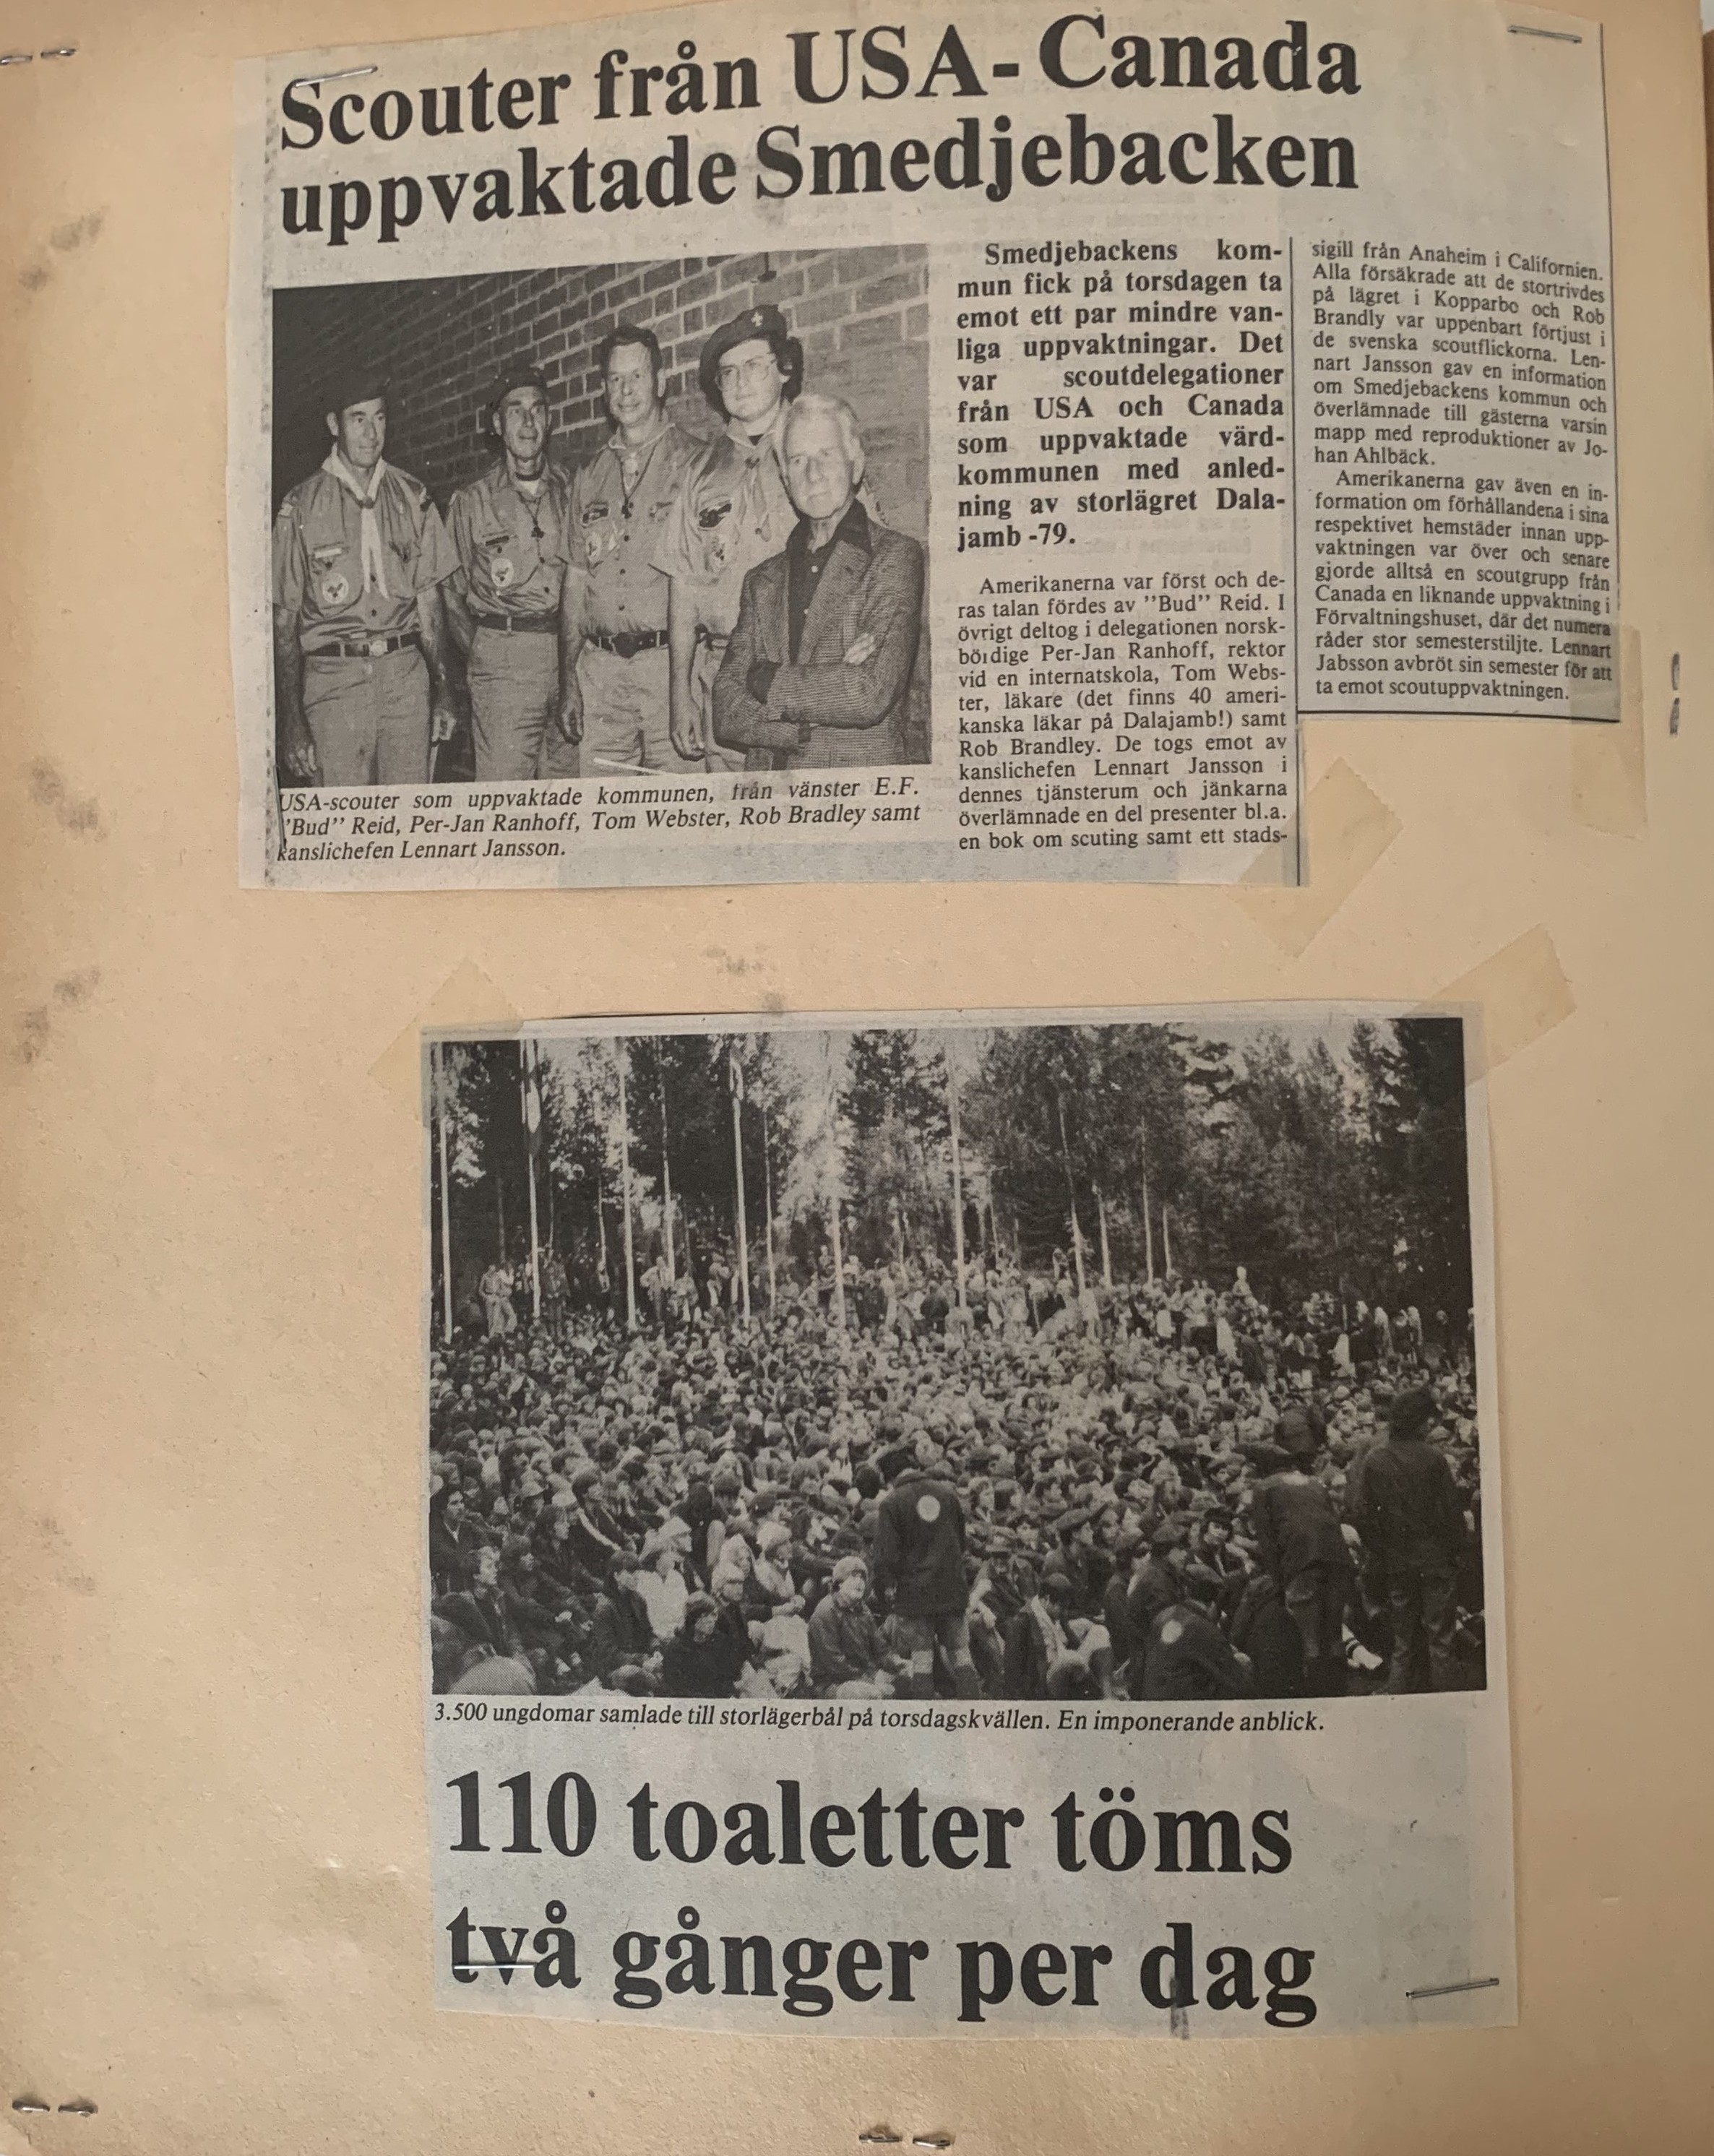 Scouter från USA-Canada
uppvaktade Smedjebacken
USA-scouter som uppvaktade kommunen, från vänster E.F.
"Bud" Reid, Per-Jan Ranhoff, Tom Webster, Rob Bradley samt
kanslichefen Lennart Jansson.
Smedjebackens kom-
mun fick på torsdagen ta
emot ett par mindre van-
liga uppvaktningar. Det
var scoutdelegationer
från USA och Canada
som uppvaktade värd-
kommunen med anled-
ning av storlägret Dala-
jamb -79.
Amerikanerna var först och de-
ras talan fördes av "Bud" Reid. I
övrigt deltog i delegationen norsk-
bördige Per-Jan Ranhoff, rektor
vid en internatskola, Tom Webs-
ter, läkare (det finns 40 ameri-
kanska läkar på Dalajamb!) samt
Rob Brandley. De togs emot av
kanslichefen Lennart Jansson i
dennes tjänsterum och jänkarna
överlämnade en del presenter bl.a.
en bok om scuting samt ett stads-
sigill från Anaheim i Californien.
Alla försäkrade att de stortrivdes
på lägret i Kopparbo och Rob
Brandly var uppenbart förtjust i
de svenska scoutflickorna. Len-
nart Jansson gav en information
om Smedjebackens kommun och
överlämnade till gästerna varsin
mapp med reproduktioner av Jo-
han Ahlbäck.
Amerikanerna gav även en in-
formation om förhållandena i sina
respektivet hemstäder innan upp-
vaktningen var över och senare
gjorde alltså en scoutgrupp från
Canada en liknande uppvaktning i
Förvaltningshuset, där det numera
råder stor semesterstiljte. Lennart
Jabsson avbröt sin semester för att
ta emot scoutuppvaktningen.
3.500 ungdomar samlade till storlägerbål på torsdagskvällen. En imponerande anblick.
110 toaletter töms
två gånger per dag